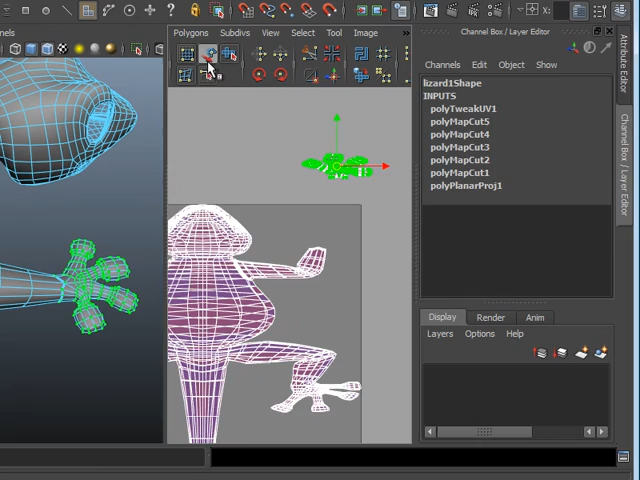 nels
Polygons Subdivs View Select Tool Image
Channel Box / Layer Editor
Channels Edit Object Show
lizard1Shape
INPUTS
polyTweakUV1
polyMapCut5
polyMapCut4
polyMapCut3
polyMapCut2
polyMapCut1
polyPlanarProj1
Attribute Editor
Channel Box / Layer Editor
Display Render Anim
Layers Options Help